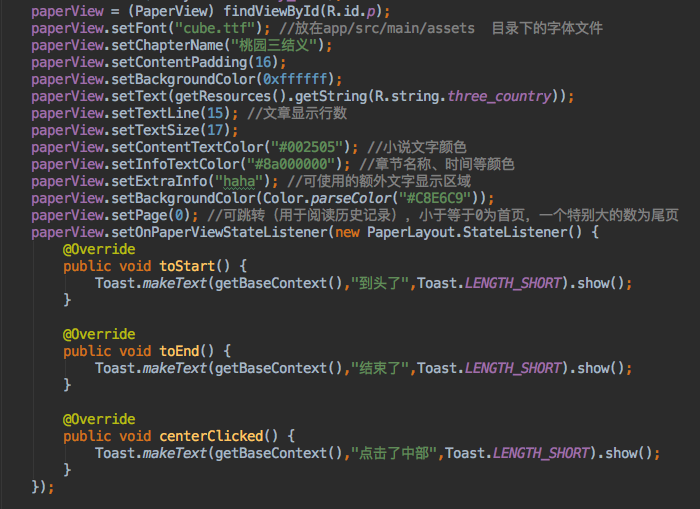 paperView = (PaperView) findViewById(R.id.p);
paperView.setFont("cube.ttf"); //放在app/src/main/assets 目录下的字体文件
paperView.setChapterName("桃园三结义");
paperView.setContentPadding(16);
paperView.setBackgroundColor(0xffffff);
paperView.setText(getResources().getString(R.string.three_country));
paperView.setTextLine(15); //文章显示行数
paperView.setTextSize(17);
paperView.setContentTextColor("#002505"); //小说文字颜色
paperView.setInfoTextColor("#8a000000"); //章节名称、时间等颜色
paperView.setExtraInfo("haha"); //可使用的额外文字显示区域
paperView.setBackgroundColor(Color.parseColor("#C8E6C9"));
paperView.setPage(0); //可跳转（用于阅读历史记录），小于等于0为首页，一个特别大的数为尾页
paperView.setOnPaperViewStateListener(new PaperLayout.StateListener() {
    @Override
    public void toStart() {
        Toast.makeText(getBaseContext(),"到头了",Toast.LENGTH_SHORT).show();
    }

    @Override
    public void toEnd() {
        Toast.makeText(getBaseContext(),"结束了",Toast.LENGTH_SHORT).show();
    }

    @Override
    public void centerClicked() {
        Toast.makeText(getBaseContext(),"点击了中部",Toast.LENGTH_SHORT).show();
    }
});